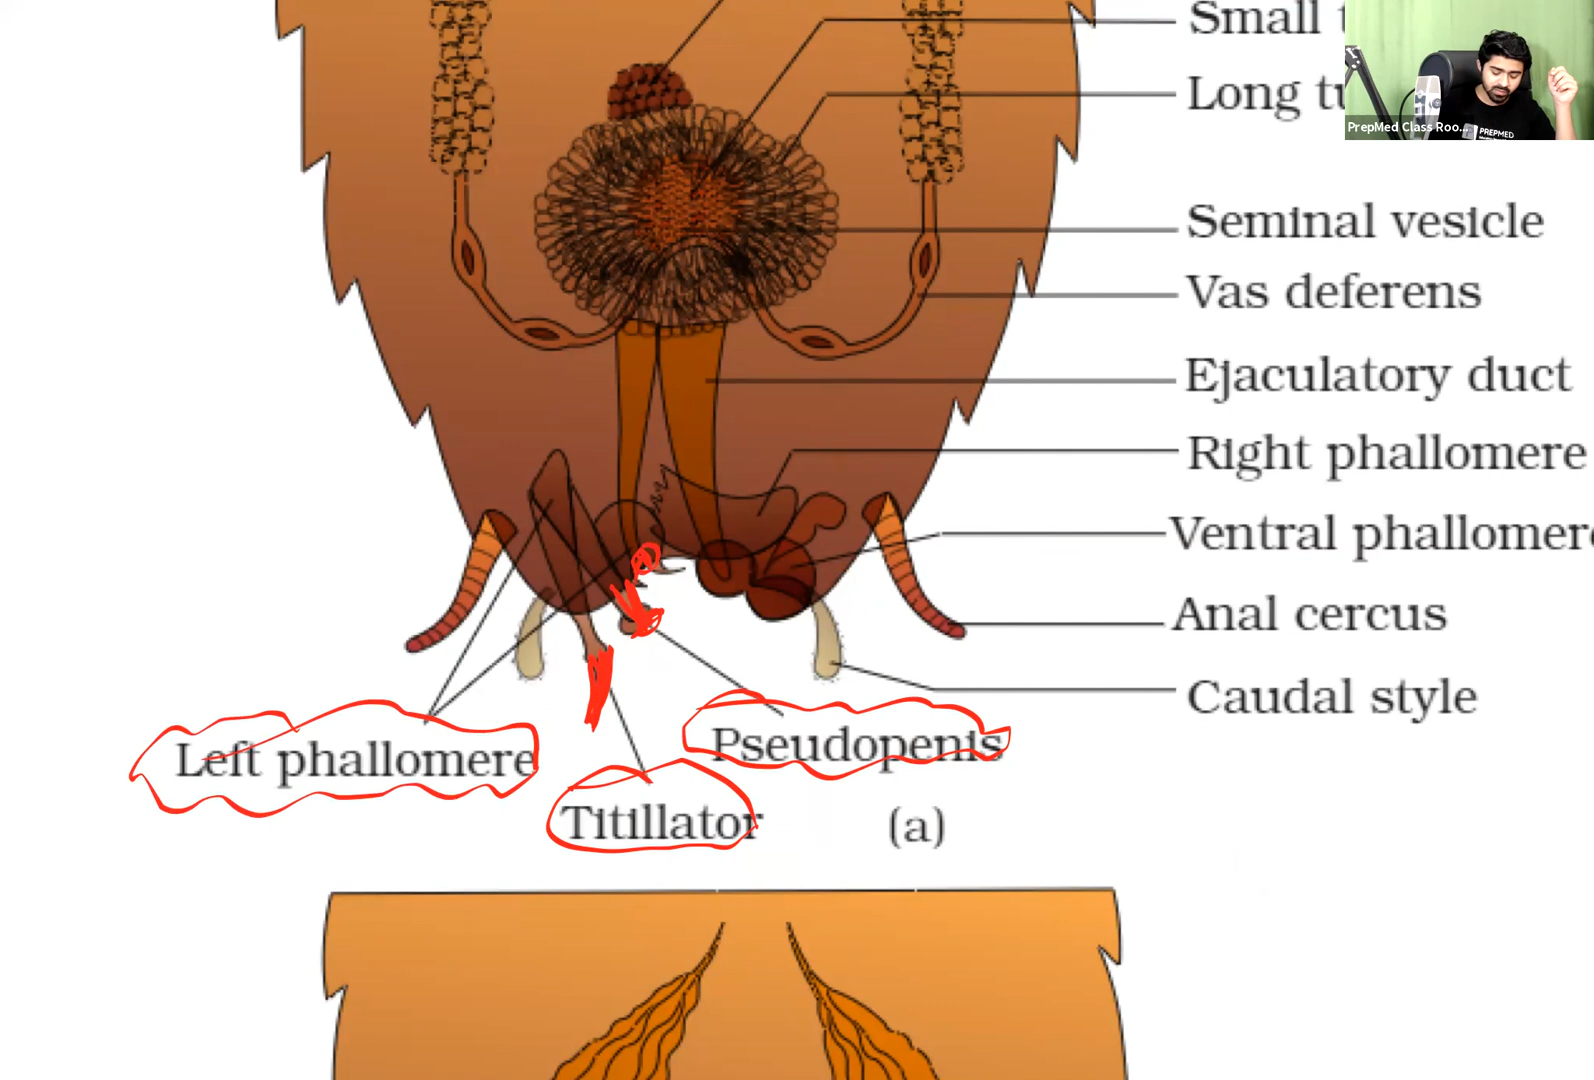 Small
Long
PrepMed Class Roo...
PREPMED
Seminal vesicle
Vas deferens
Ejaculatory duct
Right phallomere
Ventral phallomere
Anal cercus
Caudal style
Left phallomere
Pseudopenis
Titillator
(a)